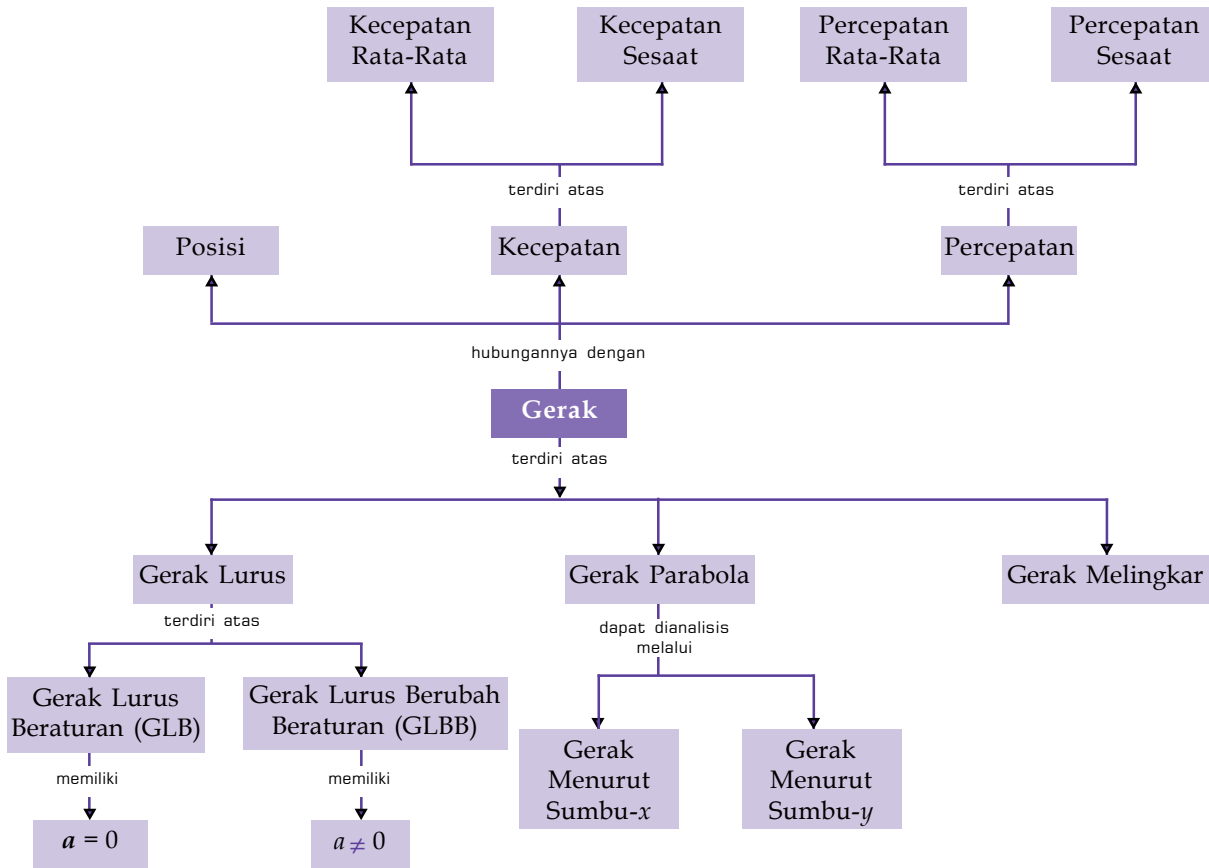 Kecepatan
Rata-Rata
Kecepatan
Sesaat
Percepatan
Rata-Rata
Percepatan
Sesaat
terdiri atas
terdiri atas
Posisi
Kecepatan
Percepatan
hubungannya dengan
Gerak
terdiri atas
Gerak Lurus
Gerak Parabola
Gerak Melingkar
terdiri atas
dapat dianalisis
melalui
Gerak Lurus
Beraturan (GLB)
Gerak Lurus Berubah
Beraturan (GLBB)
Gerak
Menurut
Sumbu-x
Gerak
Menurut
Sumbu-y
memiliki
memiliki
a = 0
a ≠ 0